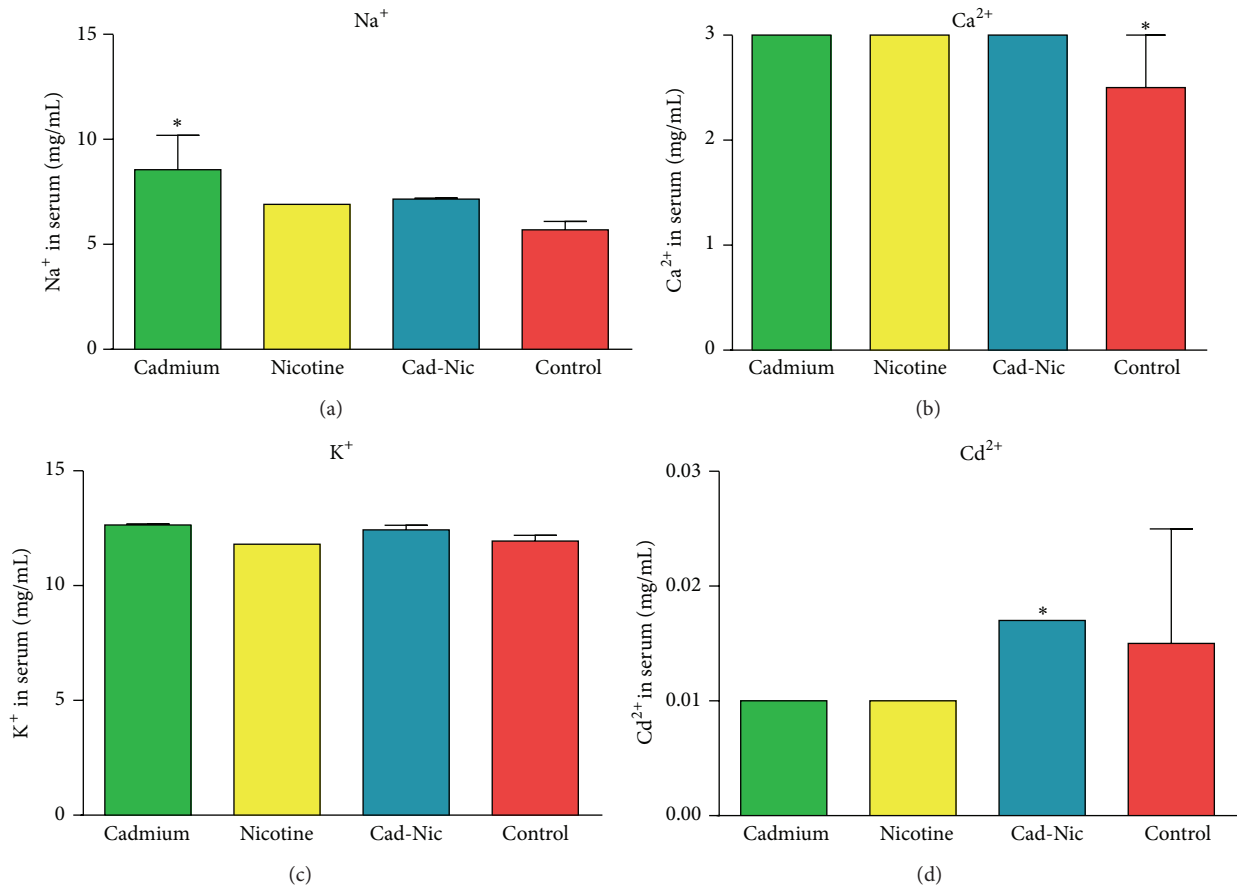 Na⁺
15
10
5
0
Na⁺ in serum (mg/mL)
*
Cadmium Nicotine Cad-Nic Control
(a)
Ca²⁺
3
2
1
0
Ca²⁺ in serum (mg/mL)
*
Cadmium Nicotine Cad-Nic Control
(b)
K⁺
15
10
5
0
K⁺ in serum (mg/mL)
Cadmium Nicotine Cad-Nic Control
(c)
Cd²⁺
0.03
0.02
0.01
0.00
Cd²⁺ in serum (mg/mL)
*
Cadmium Nicotine Cad-Nic Control
(d)